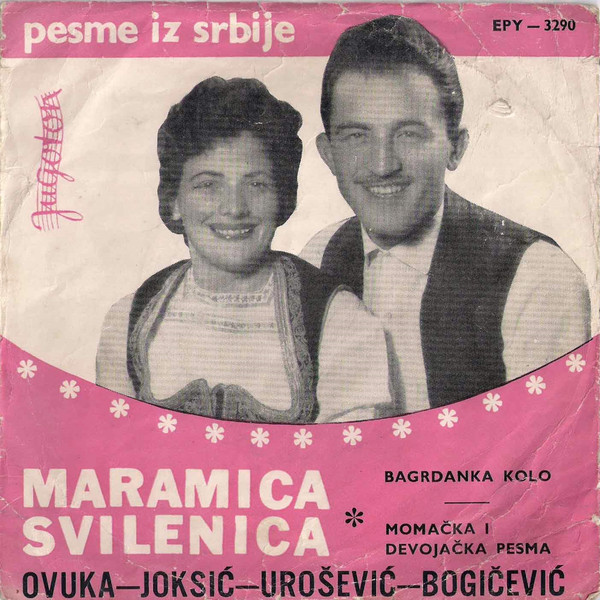 pesme iz srbije
EPY — 3290
Jugoton
MARAMICA
SVILENICA *
BAGRDANKA KOLO
MOMAČKA I
DEVOJAČKA PESMA
OVUKA—JOKSIĆ—UROŠEVIĆ—BOGIČEVIĆ